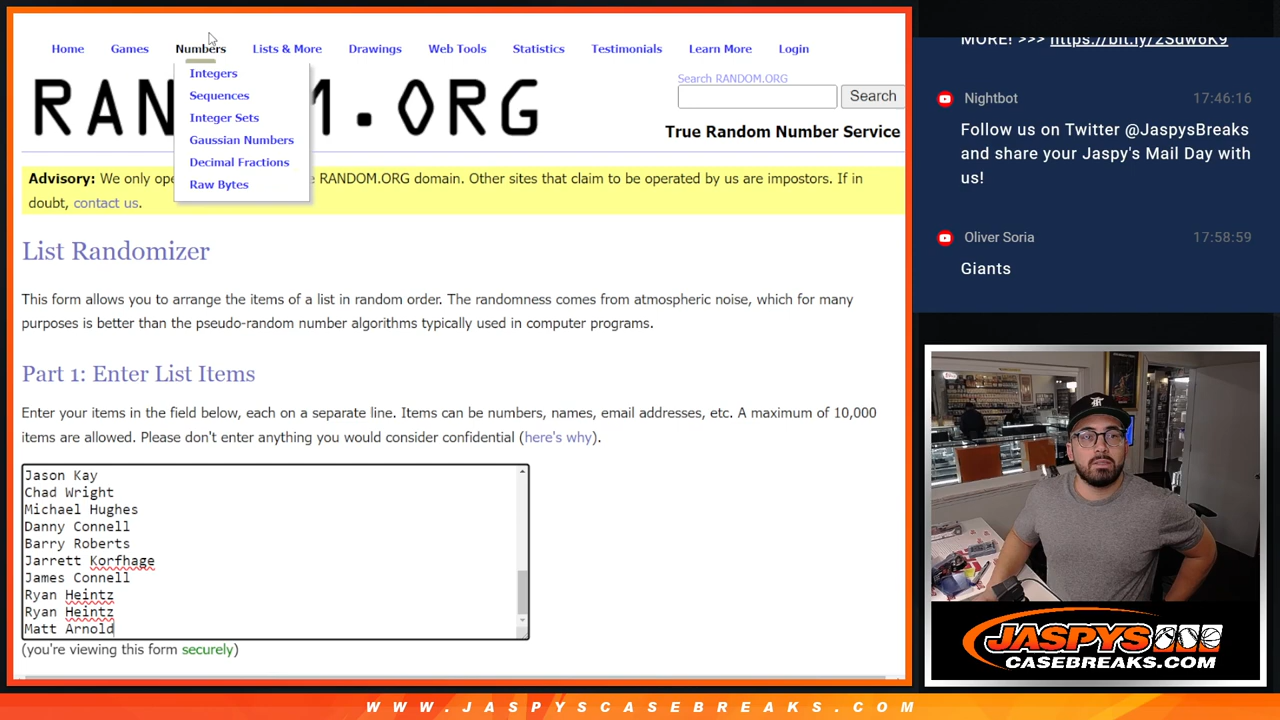 Home Games Numbers Lists & More Drawings Web Tools Statistics Testimonials Learn More Login
Integers
Sequences
Integer Sets
Gaussian Numbers
Decimal Fractions
Raw Bytes
Search RANDOM.ORG
Search
True Random Number Service
Advisory: We only RANDOM.ORG domain. Other sites that claim to be operated by us are impostors. If in
doubt, contact us.
List Randomizer
This form allows you to arrange the items of a list in random order. The randomness comes from atmospheric noise, which for many
purposes is better than the pseudo-random number algorithms typically used in computer programs.
Part 1: Enter List Items
Enter your items in the field below, each on a separate line. Items can be numbers, names, email addresses, etc. A maximum of 10,000
items are allowed. Please don't enter anything you would consider confidential (here's why).
Jason Kay
Chad Wright
Michael Hughes
Danny Connell
Barry Roberts
Jarrett Korfhage
James Connell
Ryan Heintz
Ryan Heintz
Matt Arnold
(you're viewing this form securely)
MORE! >>> https://bit.ly/2Sdw6K9
Nightbot 17:46:16
Follow us on Twitter @JaspysBreaks
and share your Jaspy's Mail Day with
us!
Oliver Soria 17:58:59
Giants
JASPYS
CASEBREAKS.COM
WWW.JASPYSCASEBREAKS.COM